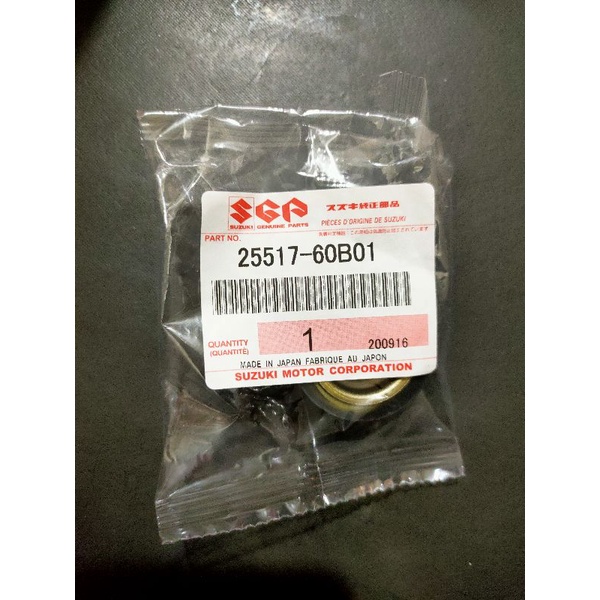 SGP
SUZUKI GENUINE PARTS
スズキ純正部品
PIÈCES D'ORIGINE DE SUZUKI
PART NO.
25517-60B01
QUANTITY
(QUANTITÉ)
1
200916
MADE IN JAPAN FABRIQUE AU JAPON
SUZUKI MOTOR CORPORATION